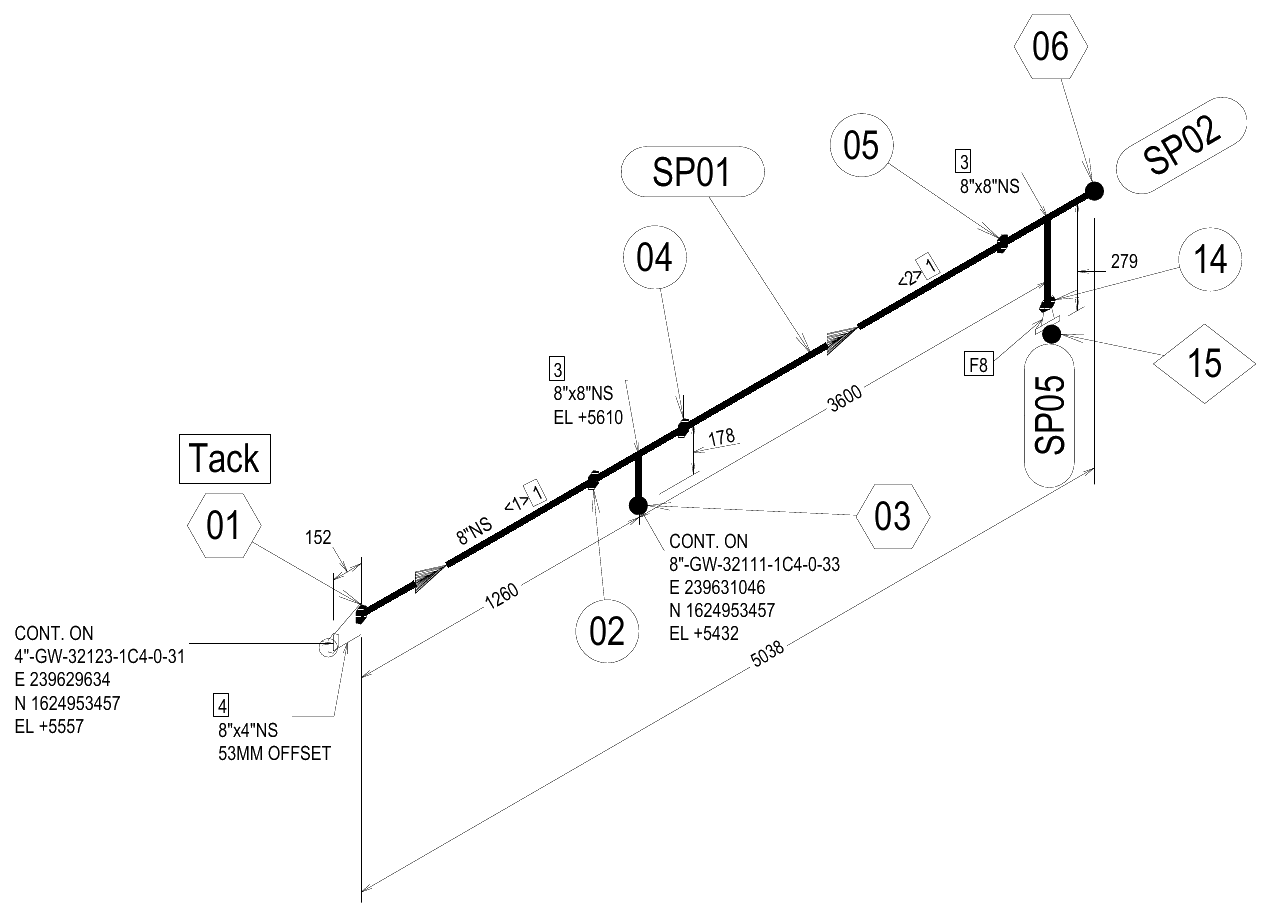 06
SP02
05
3
8"x8"NS
SP01
04
<2> 1
14
279
3
8"x8"NS
EL +5610
F8
15
SP05
3600
178
Tack
01
8"NS <1> 1
03
152
1260
CONT. ON
8"-GW-32111-1C4-0-33
E 239631046
N 1624953457
EL +5432
02
5038
CONT. ON
4"-GW-32123-1C4-0-31
E 239629634
N 1624953457
EL +5557
4
8"x4"NS
53MM OFFSET